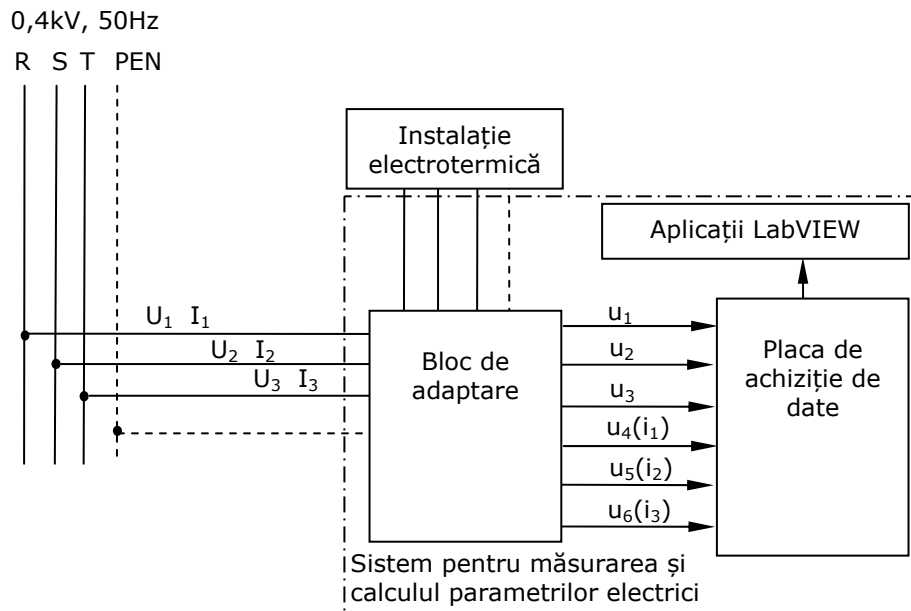 0,4kV, 50Hz
R S T PEN
Instalație
electrotermică
Aplicații LabVIEW
U₁ I₁
U₂ I₂
U₃ I₃
Bloc de
adaptare
u₁
u₂
u₃
u₄(i₁)
u₅(i₂)
u₆(i₃)
Placa de
achiziție de
date
Sistem pentru măsurarea și
calculul parametrilor electrici